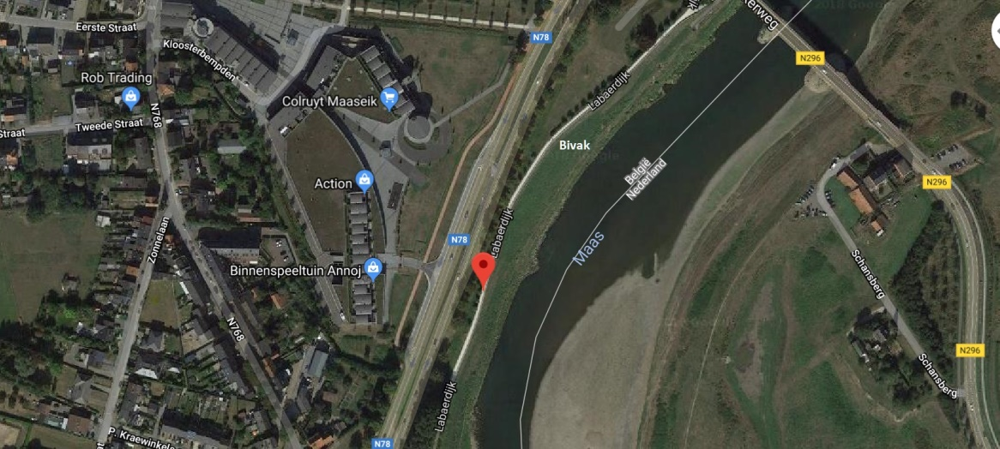 Eerste Straat
N78
erweg
Kloosterbempden
N296
Rob Trading
Colruyt Maaseik
Labaerdijk
N768
Tweede Straat
Straat
Bivak
België
Nederland
Action
N296
Zonnelaan
Labaerdijk
N78
Maas
Binnenspeeltuin Annoj
Schansberg
N768
N296
Schansberg
Labaerdijk
P. Kraewinkele
N78